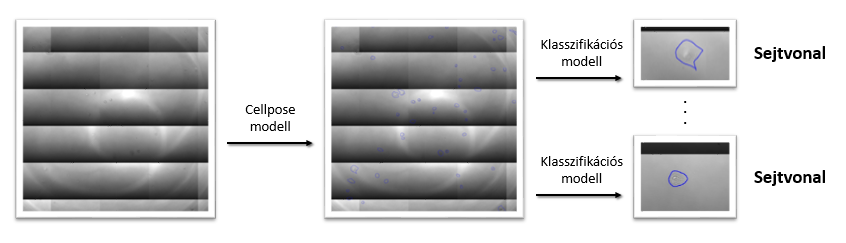 Cellpose
modell
Klasszifikációs
modell
Sejtvonal
Klasszifikációs
modell
Sejtvonal